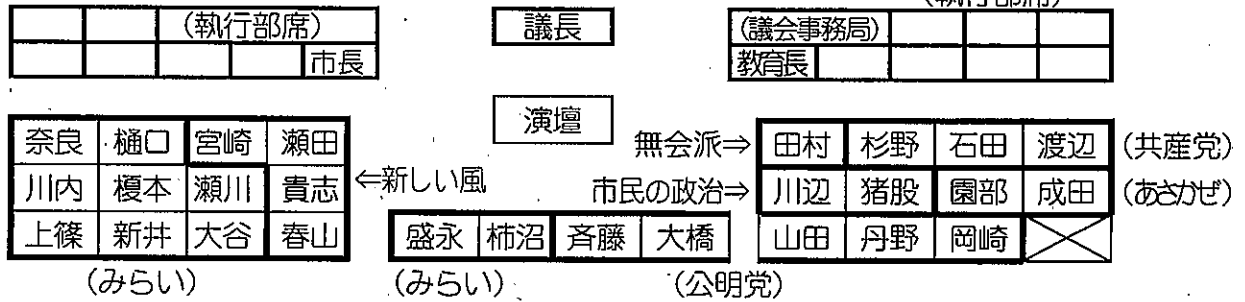 (執行部席)
(執行部席)
議長
(議会事務局)
市長
教育長
演壇
奈良 樋口 宮崎 瀬田
無会派⇒ 田村 杉野 石田 渡辺 (共産党)
川内 榎本 瀬川 貴志 ⇐新しい風
市民の政治⇒ 川辺 猪股 園部 成田 (あさかぜ)
上篠 新井 大谷 春山
盛永 柿沼 斉藤 大橋
山田 丹野 岡崎
(みらい) (みらい) (公明党)